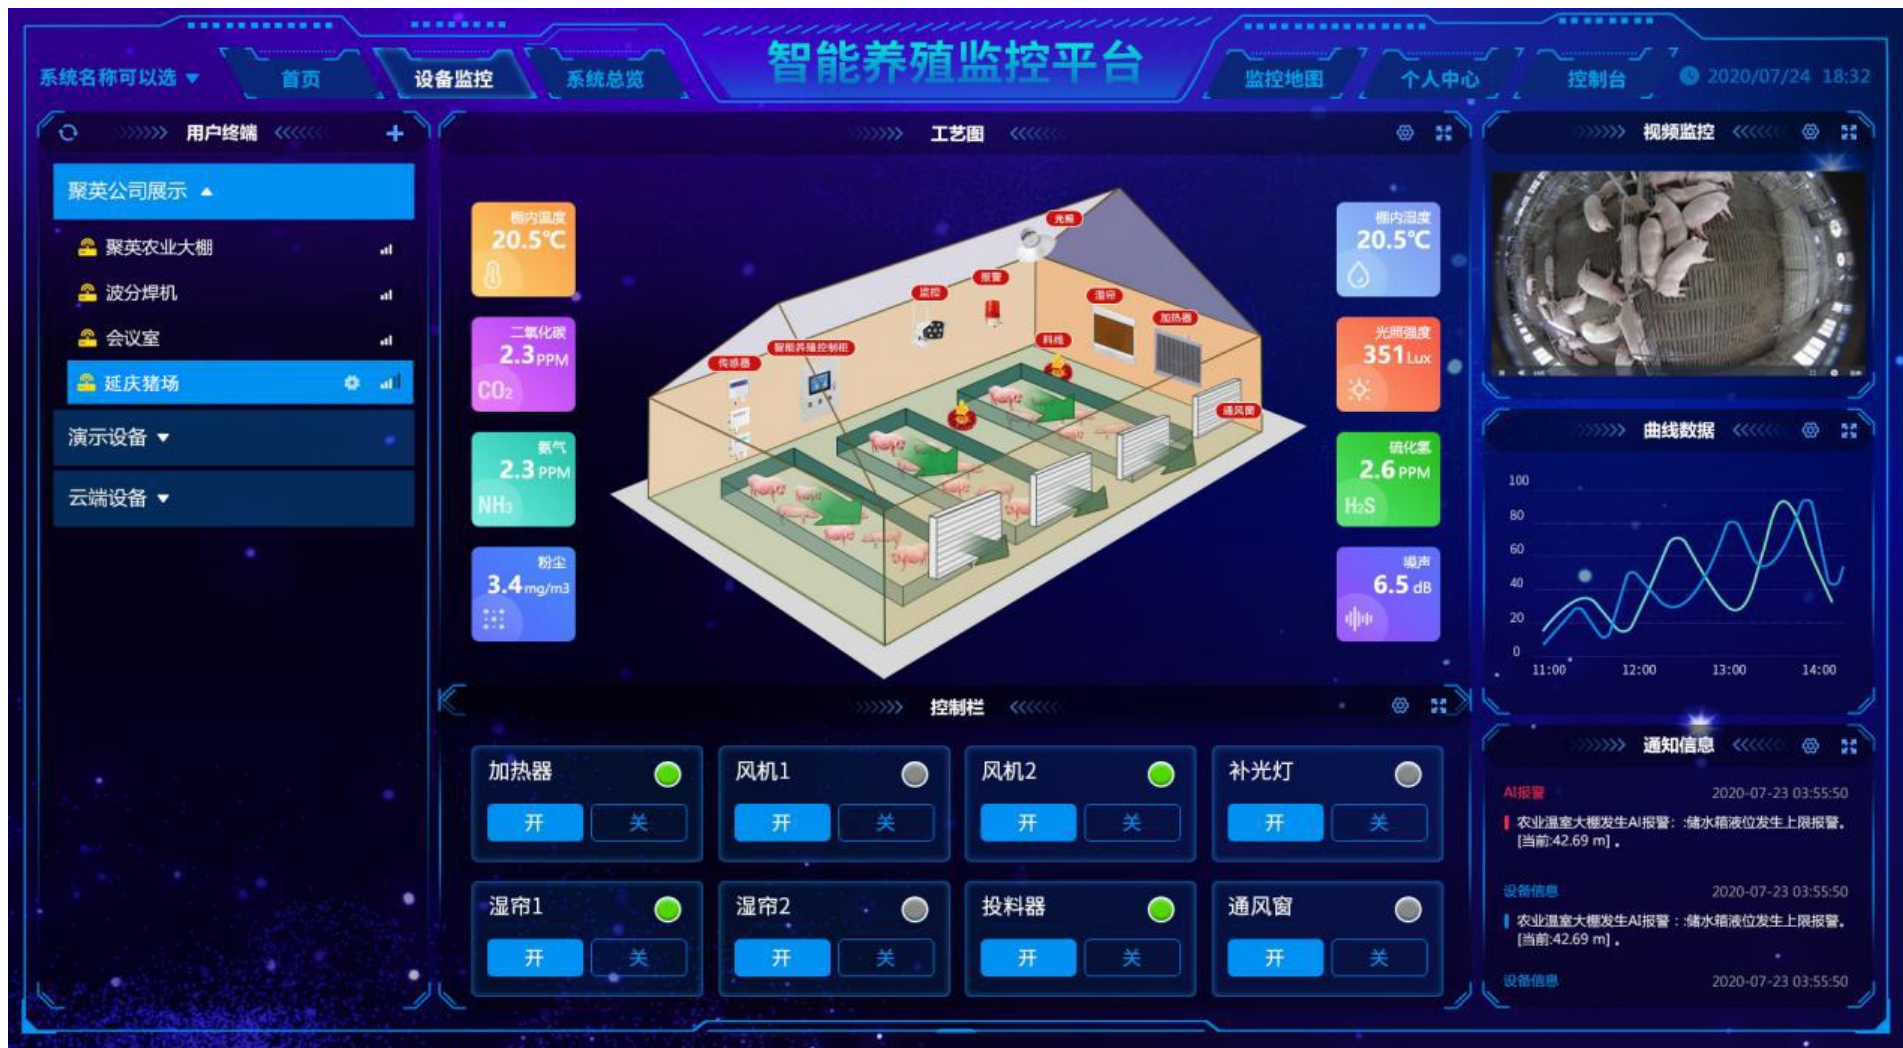 系统名称可以选
首页
设备监控
系统总览
智能养殖监控平台
监控地图
个人中心
控制台
2020/07/24 18:32
用户终端
聚英公司展示
聚英农业大棚
波分焊机
会议室
延庆猪场
演示设备
云端设备
工艺图
棚内温度
20.5℃
二氧化碳
2.3 PPM
CO₂
氨气
2.3 PPM
NH₃
粉尘
3.4 mg/m3
光照
报警
监控
湿帘
加热器
料线
智能养殖控制柜
传感器
通风窗
棚内湿度
20.5℃
光照强度
351 Lux
硫化氢
2.6 PPM
H₂S
噪声
6.5 dB
控制栏
加热器
开 关
风机1
开 关
风机2
开 关
补光灯
开 关
湿帘1
开 关
湿帘2
开 关
投料器
开 关
通风窗
开 关
视频监控
曲线数据
100
80
60
40
20
0
11:00 12:00 13:00 14:00
通知信息
AI报警 2020-07-23 03:55:50
农业温室大棚发生AI报警: :储水箱液位发生上限报警。
[当前:42.69 m] 。
设备信息 2020-07-23 03:55:50
农业温室大棚发生AI报警 : :储水箱液位发生上限报警。
[当前:42.69 m] 。
设备信息 2020-07-23 03:55:50